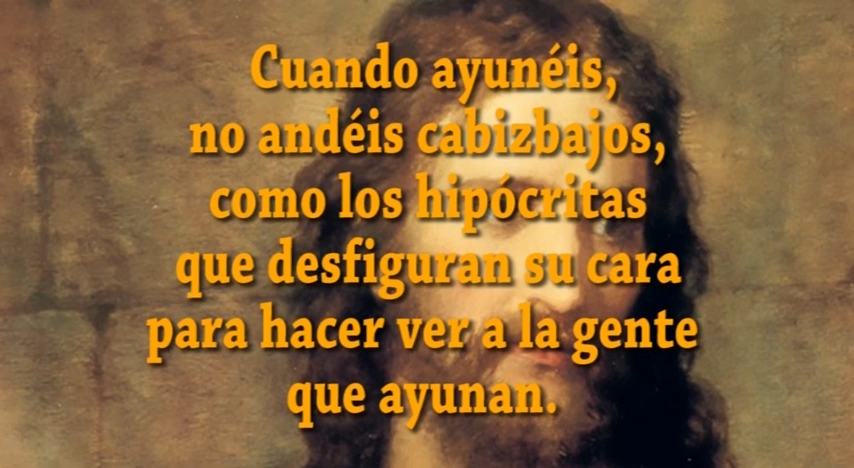 Cuando ayunéis,
no andéis cabizbajos,
como los hipócritas
que desfiguran su cara
para hacer ver a la gente
que ayunan.